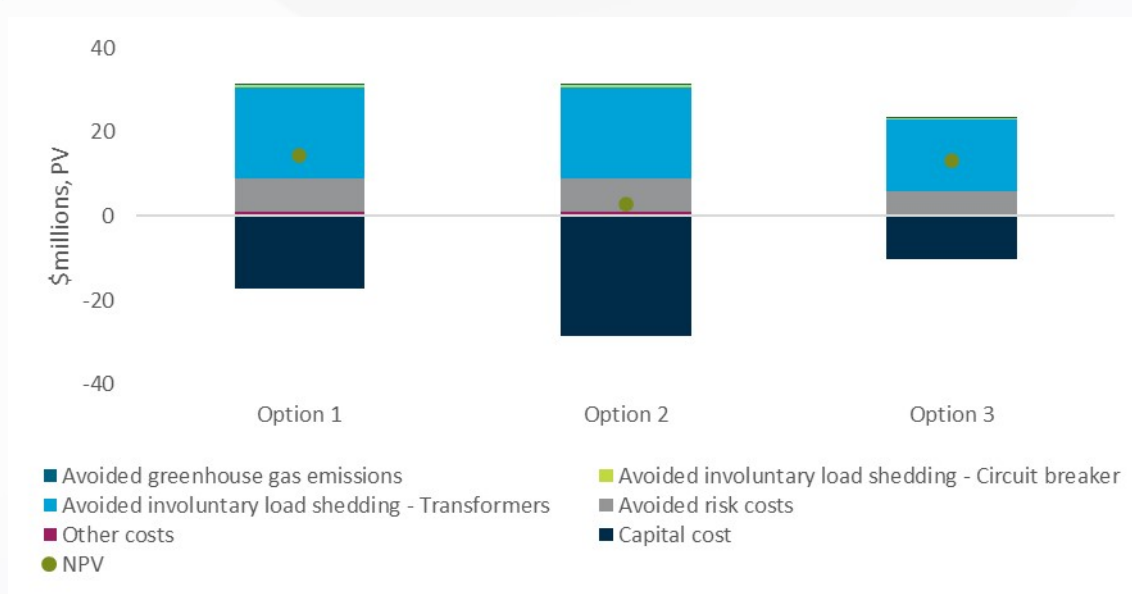 40
20
0
-20
-40
$millions, PV
Option 1
Option 2
Option 3
Avoided greenhouse gas emissions
Avoided involuntary load shedding - Circuit breaker
Avoided involuntary load shedding - Transformers
Avoided risk costs
Other costs
Capital cost
NPV